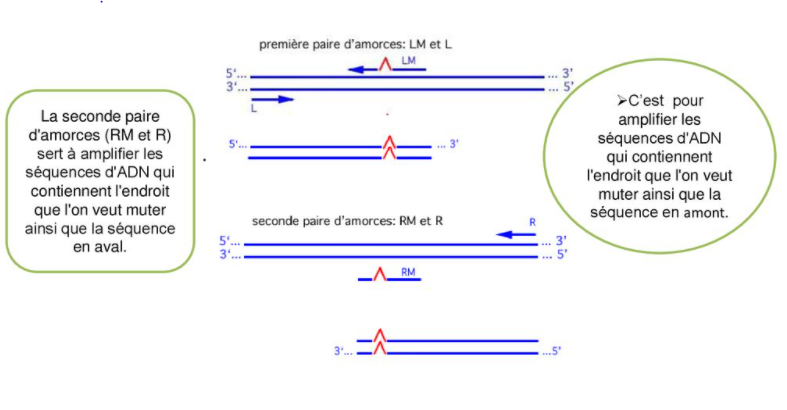 première paire d'amorces: LM et L
LM
5'... ... 3'
3'... ... 5'
L
5'... ... 3'
seconde paire d'amorces: RM et R
R
5'... ... 3'
3'... ... 5'
RM
3'... ...5'
La seconde paire
d'amorces (RM et R)
sert à amplifier les
séquences d'ADN qui
contiennent l'endroit
que l'on veut muter
ainsi que la séquence
en aval.
➢C'est pour
amplifier les
séquences d'ADN
qui contiennent
l'endroit que l'on veut
muter ainsi que la
séquence en amont.